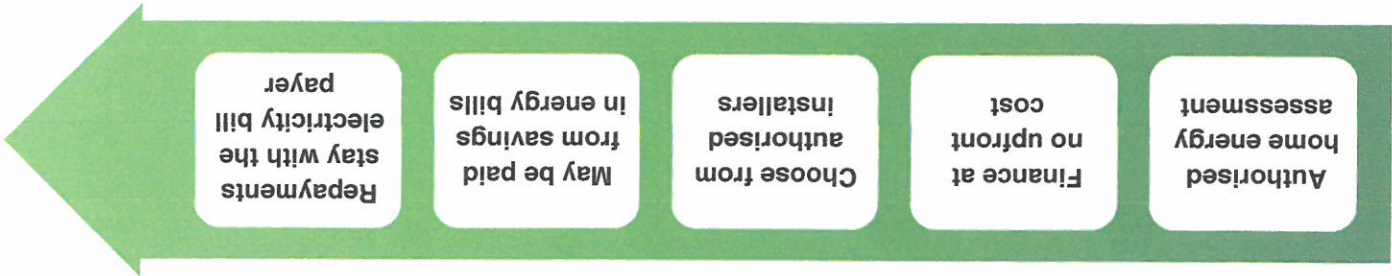 Authorised
home energy
assessment
Finance at
no upfront
cost
Choose from
authorised
installers
May be paid
from savings
in energy bills
Repayments
stay with the
electricity bill
payer